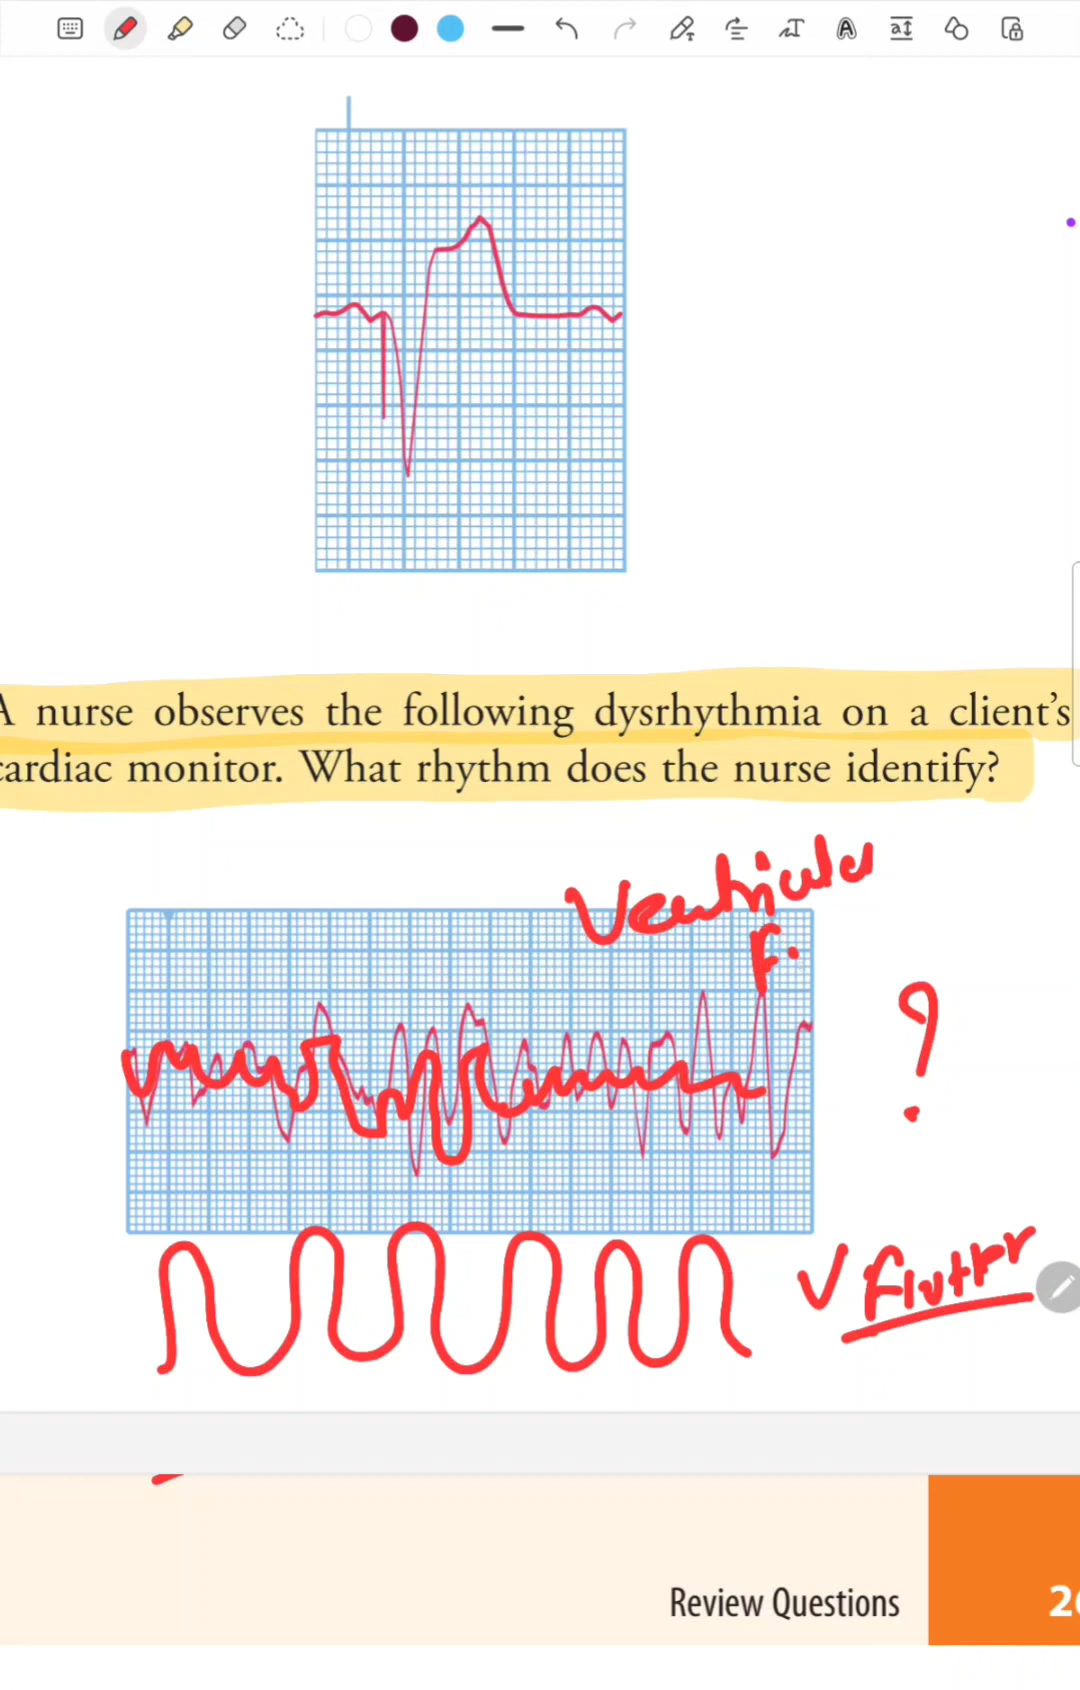 A nurse observes the following dysrhythmia on a client's
cardiac monitor. What rhythm does the nurse identify?
Ventricular
F.
?
V Flutter
Review Questions